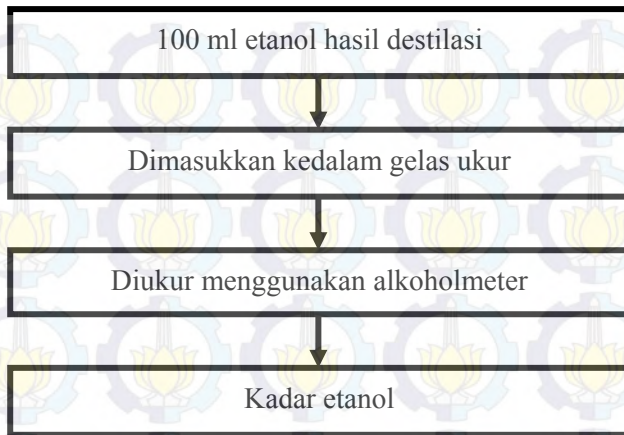 100 ml etanol hasil destilasi
Dimasukkan kedalam gelas ukur
Diukur menggunakan alkoholmeter
Kadar etanol